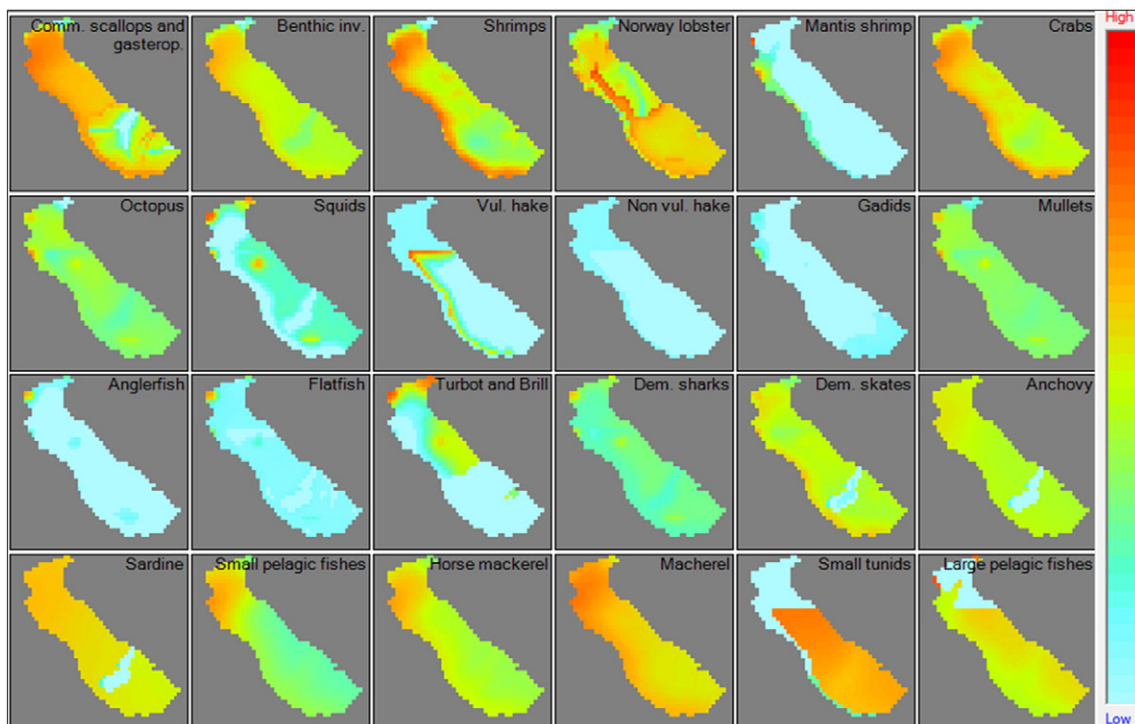 High
Comm. scallops and
gasterop.
Benthic inv.
Shrimps
Norway lobster
Mantis shrimp
Crabs
Octopus
Squids
Vul. hake
Non vul. hake
Gadids
Mullets
Anglerfish
Flatfish
Turbot and Brill
Dem. sharks
Dem. skates
Anchovy
Sardine
Small pelagic fishes
Horse mackerel
Macherel
Small tunids
Large pelagic fishes
Low